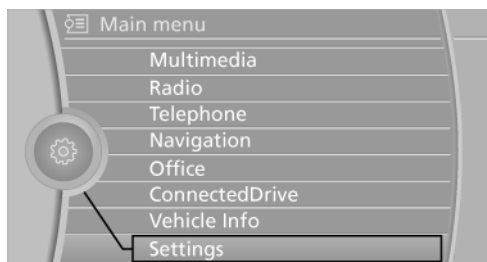 Main menu
Multimedia
Radio
Telephone
Navigation
Office
ConnectedDrive
Vehicle Info
Settings